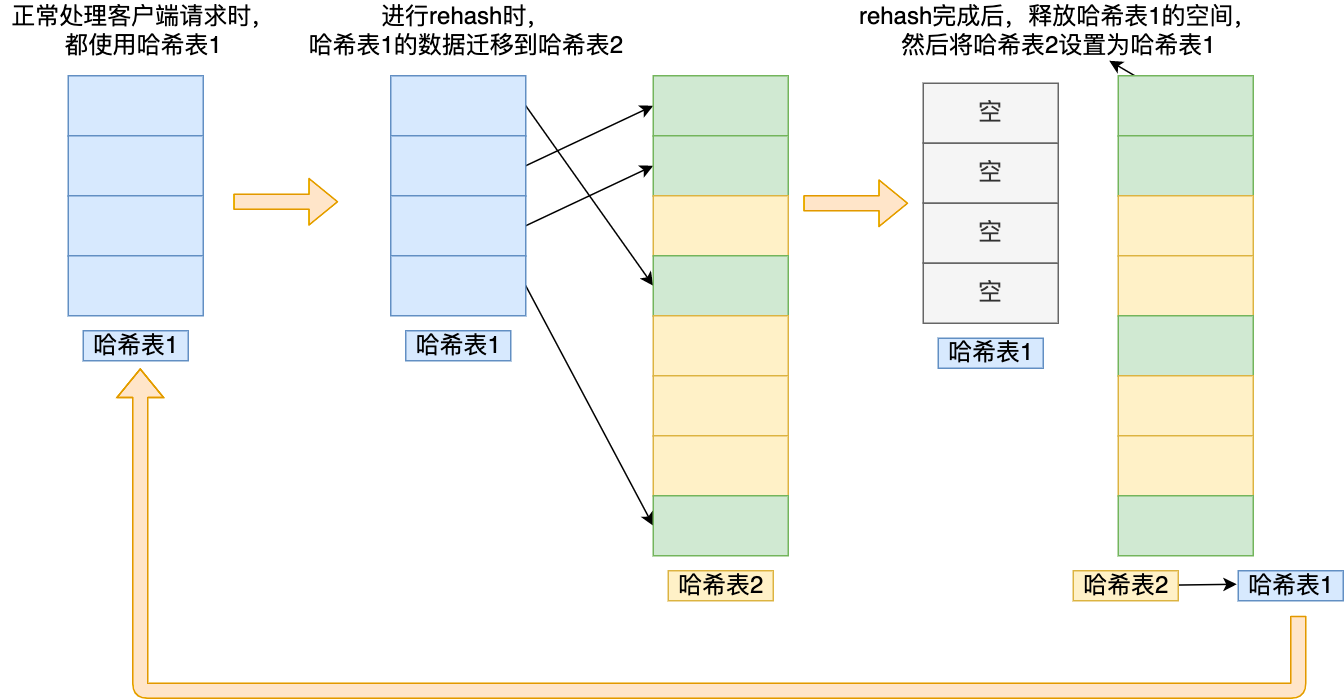 正常处理客户端请求时，
都使用哈希表1
进行rehash时，
哈希表1的数据迁移到哈希表2
rehash完成后，释放哈希表1的空间，
然后将哈希表2设置为哈希表1
空
空
空
空
哈希表1
哈希表1
哈希表1
哈希表2
哈希表2
哈希表1